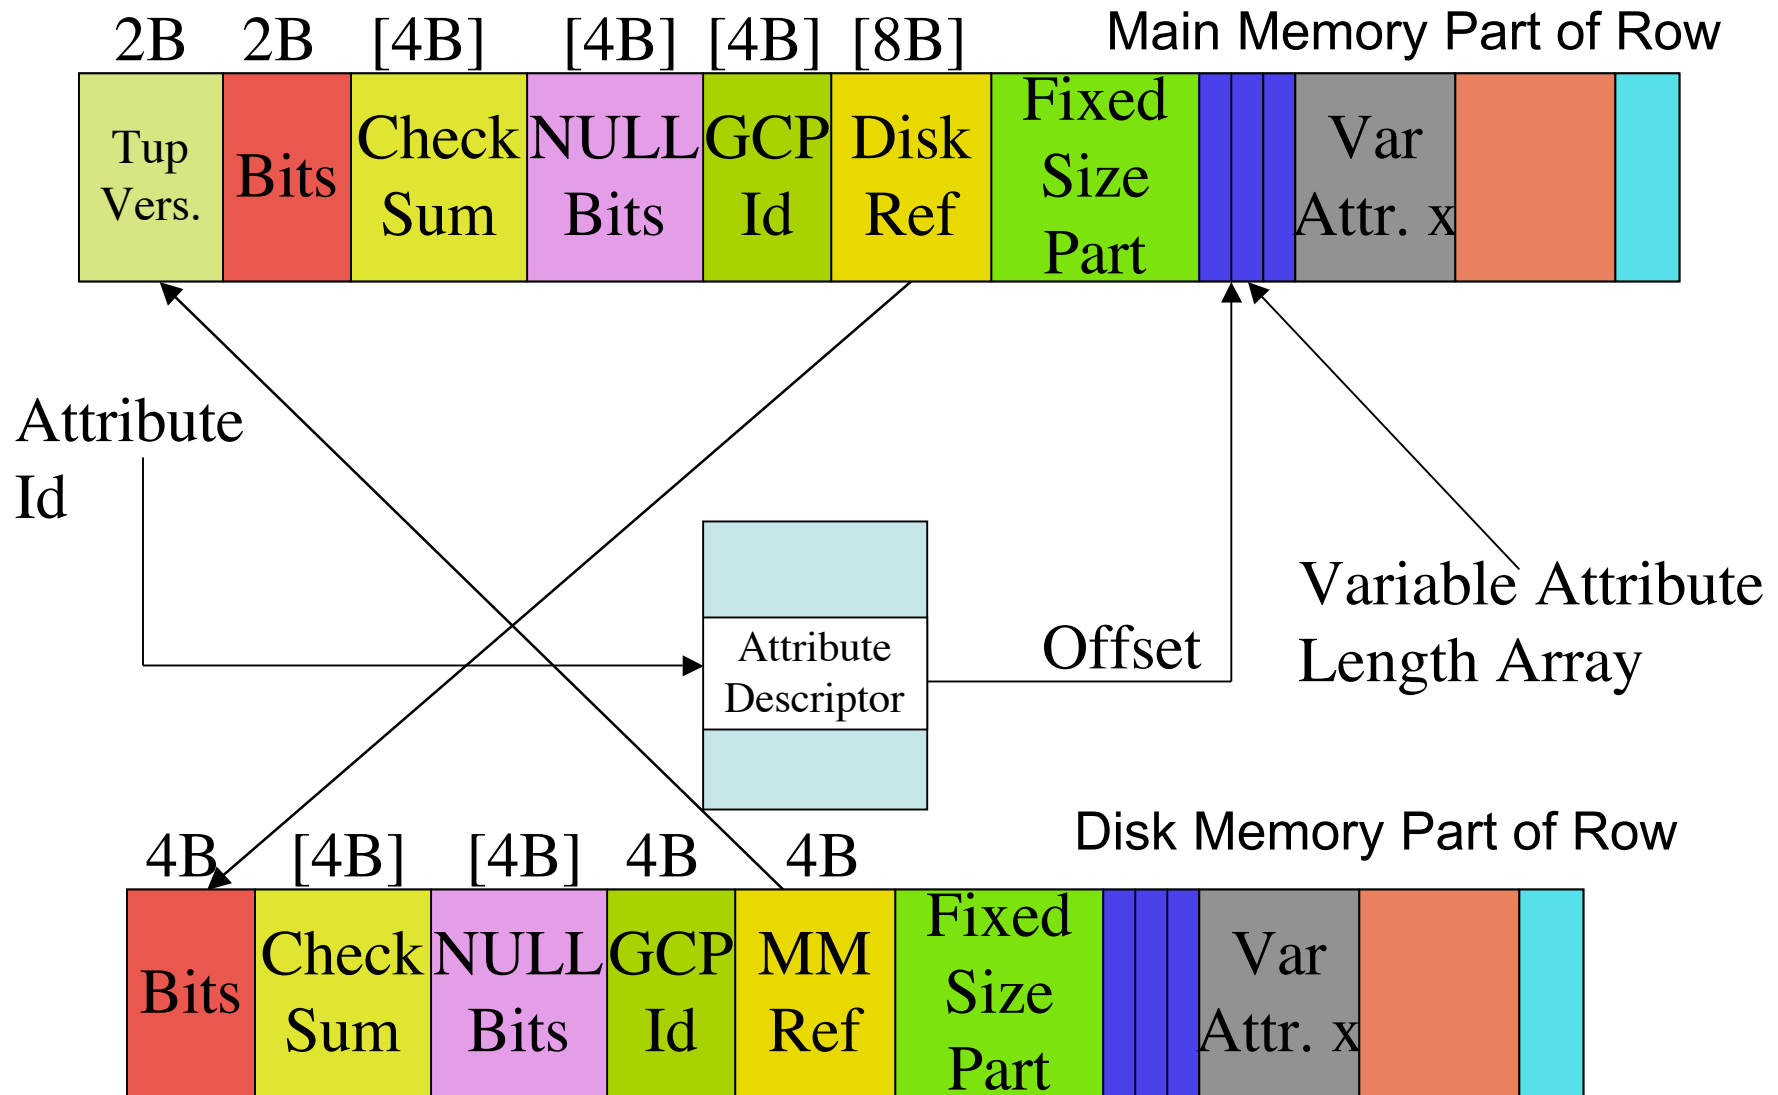 2B 2B [4B] [4B] [4B] [8B] Main Memory Part of Row
Tup
Vers.
Bits
Check
Sum
NULL
Bits
GCP
Id
Disk
Ref
Fixed
Size
Part
Var
Attr. x
Attribute
Id
Attribute
Descriptor
Offset
Variable Attribute
Length Array
Disk Memory Part of Row
4B [4B] [4B] 4B 4B
Bits
Check
Sum
NULL
Bits
GCP
Id
MM
Ref
Fixed
Size
Part
Var
Attr. x